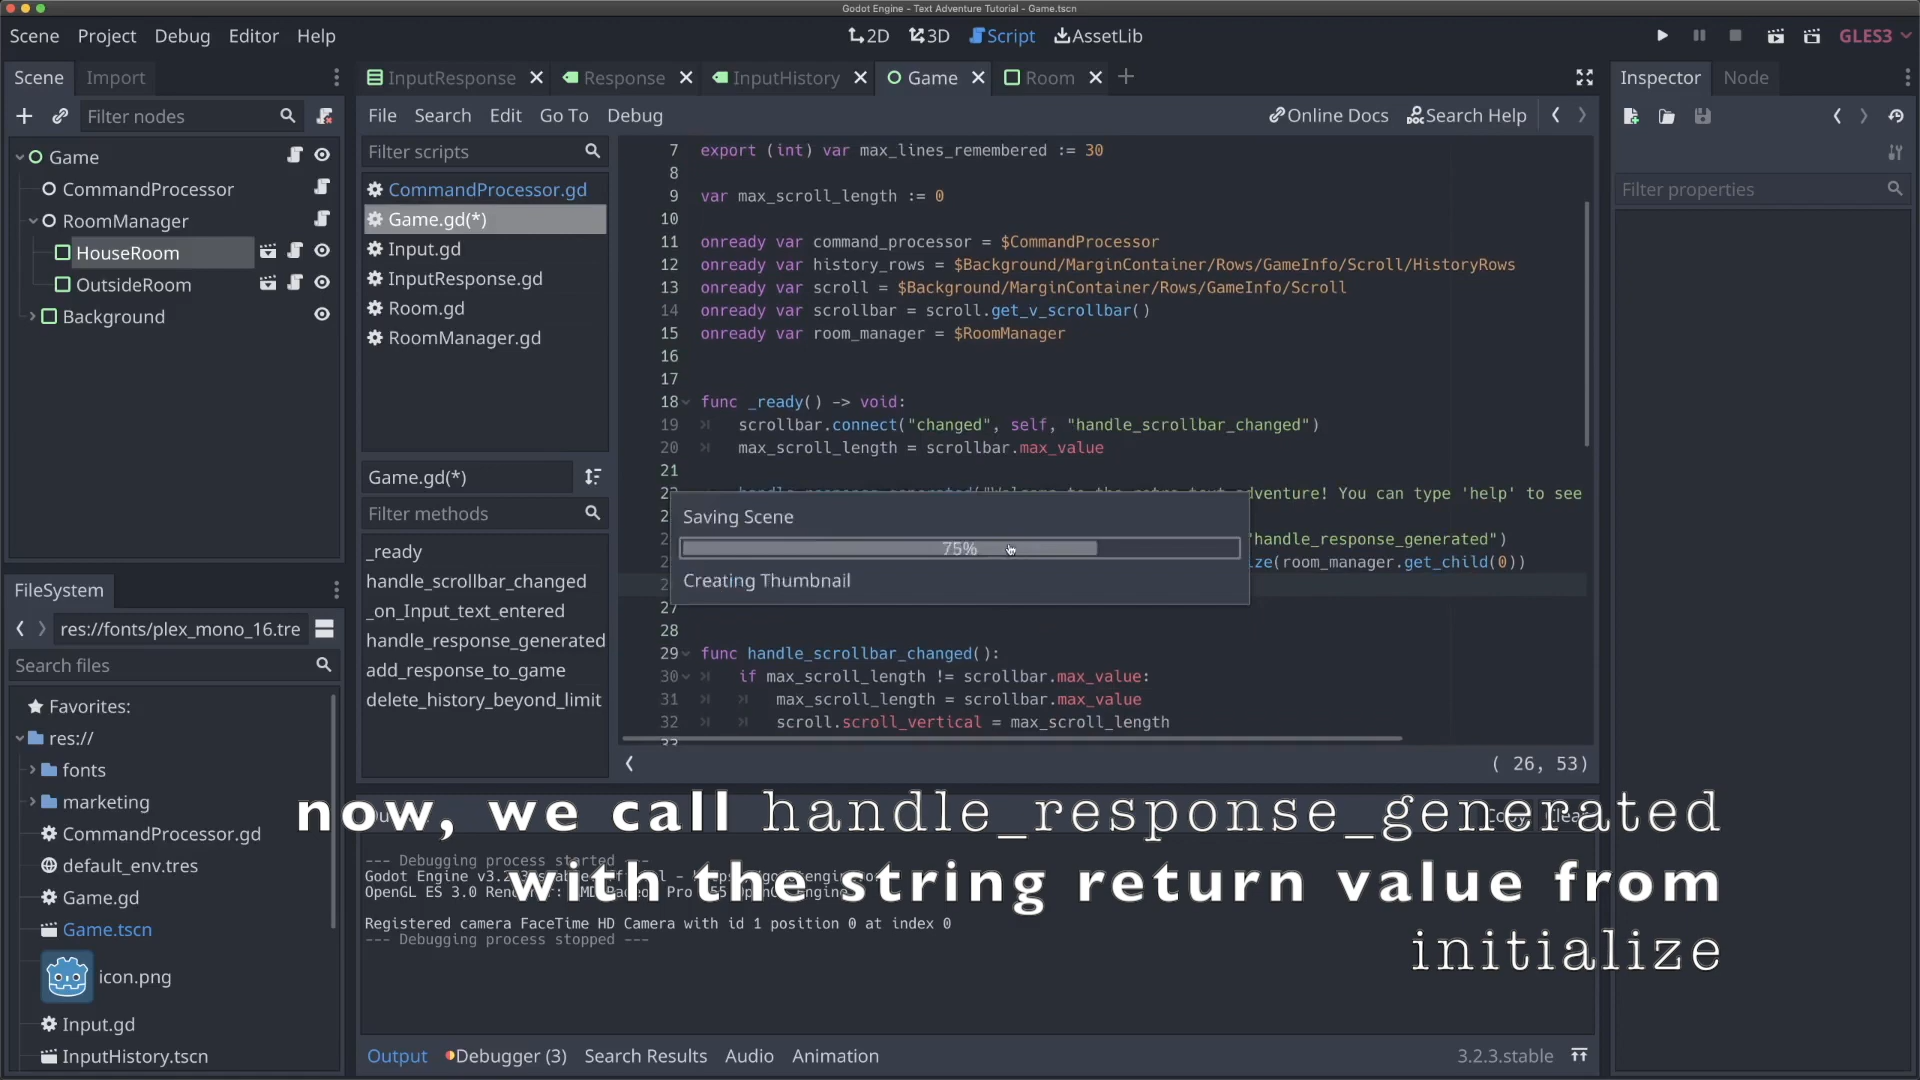 Godot Engine - Text Adventure Tutorial - Game.tscn
Scene Project Debug Editor Help
2D 3D Script AssetLib
GLES3
Scene Import
InputResponse Response InputHistory Game Room
Inspector Node
Filter nodes
File Search Edit Go To Debug
Online Docs Search Help
Game
CommandProcessor
RoomManager
HouseRoom
OutsideRoom
Background
Filter scripts
CommandProcessor.gd
Game.gd(*)
Input.gd
InputResponse.gd
Room.gd
RoomManager.gd
Game.gd(*)
Filter methods
_ready
handle_scrollbar_changed
_on_Input_text_entered
handle_response_generated
add_response_to_game
delete_history_beyond_limit
7 export (int) var max_lines_remembered := 30
8
9 var max_scroll_length := 0
10
11 onready var command_processor = $CommandProcessor
12 onready var history_rows = $Background/MarginContainer/Rows/GameInfo/Scroll/HistoryRows
13 onready var scroll = $Background/MarginContainer/Rows/GameInfo/Scroll
14 onready var scrollbar = scroll.get_v_scrollbar()
15 onready var room_manager = $RoomManager
16
17
18 func _ready() -> void:
19 scrollbar.connect("changed", self, "handle_scrollbar_changed")
20 max_scroll_length = scrollbar.max_value
21
dventure! You can type 'help' to see
handle_response_generated")
ize(room_manager.get_child(0))
27
28
29 func handle_scrollbar_changed():
30 if max_scroll_length != scrollbar.max_value:
31 max_scroll_length = scrollbar.max_value
32 scroll.scroll_vertical = max_scroll_length
33
Saving Scene
75%
Creating Thumbnail
( 26, 53)
Filter properties
FileSystem
res://fonts/plex_mono_16.tre
Search files
Favorites:
res://
fonts
marketing
CommandProcessor.gd
default_env.tres
Game.gd
Game.tscn
icon.png
Input.gd
InputHistory.tscn
now, we call handle_response_generated
with the string return value from
initialize
--- Debugging process started ---
Godot Engine
OpenGL ES 3.0
Registered camera FaceTime HD Camera with id 1 position 0 at index 0
--- Debugging process stopped ---
Output Debugger (3) Search Results Audio Animation
3.2.3.stable